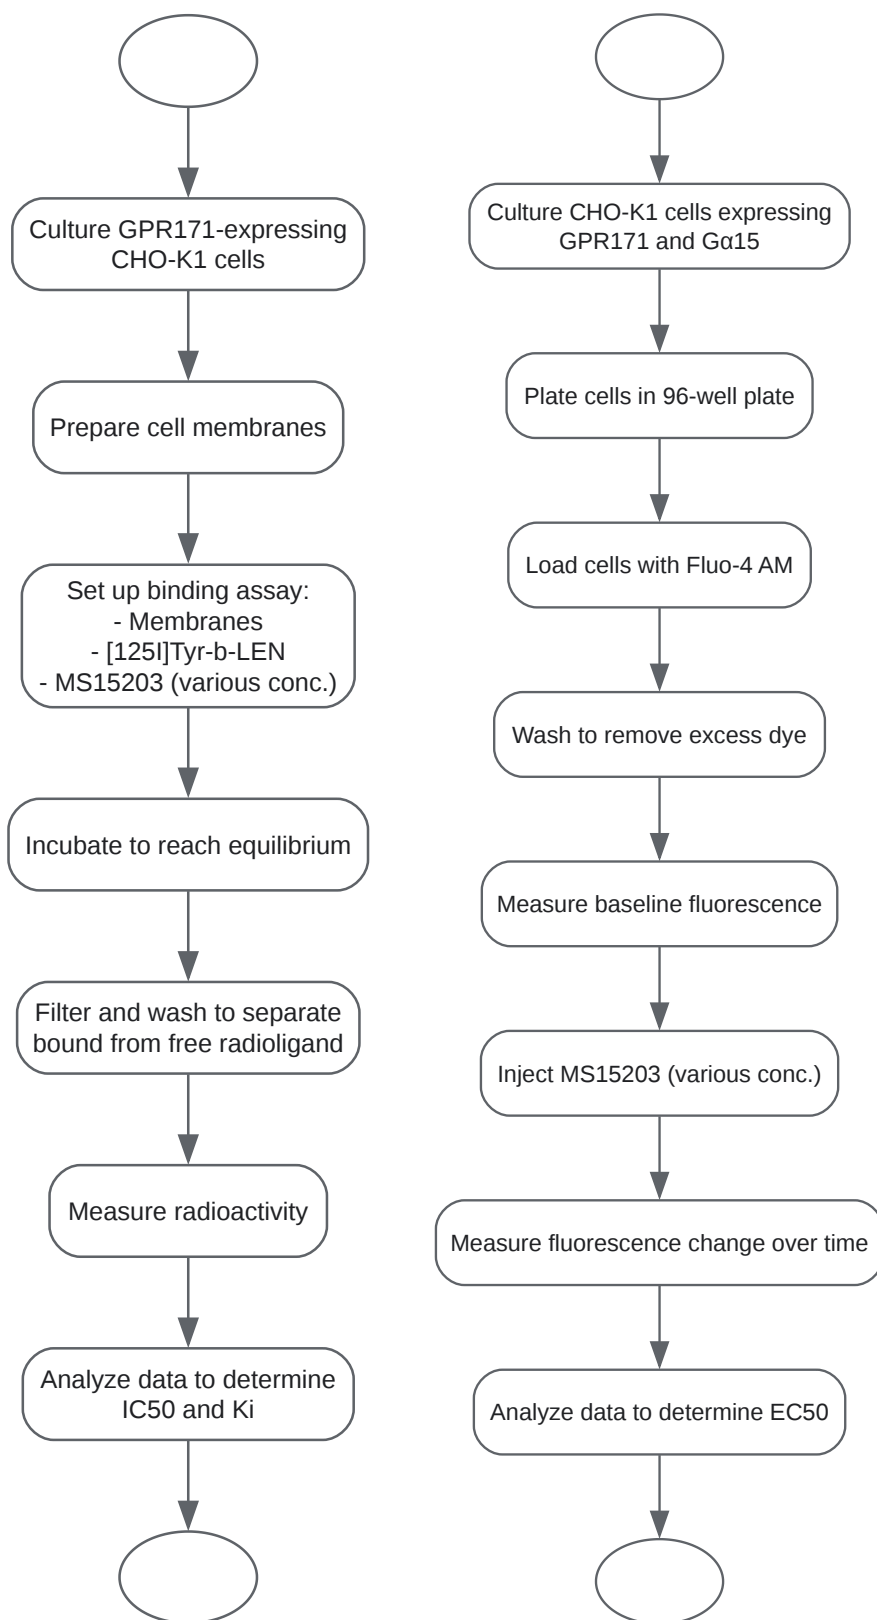 Culture GPR171-expressing
CHO-K1 cells
Prepare cell membranes
Set up binding assay:
- Membranes
- [125I]Tyr-b-LEN
- MS15203 (various conc.)
Incubate to reach equilibrium
Filter and wash to separate
bound from free radioligand
Measure radioactivity
Analyze data to determine
IC50 and Ki
Culture CHO-K1 cells expressing
GPR171 and Gα15
Plate cells in 96-well plate
Load cells with Fluo-4 AM
Wash to remove excess dye
Measure baseline fluorescence
Inject MS15203 (various conc.)
Measure fluorescence change over time
Analyze data to determine EC50